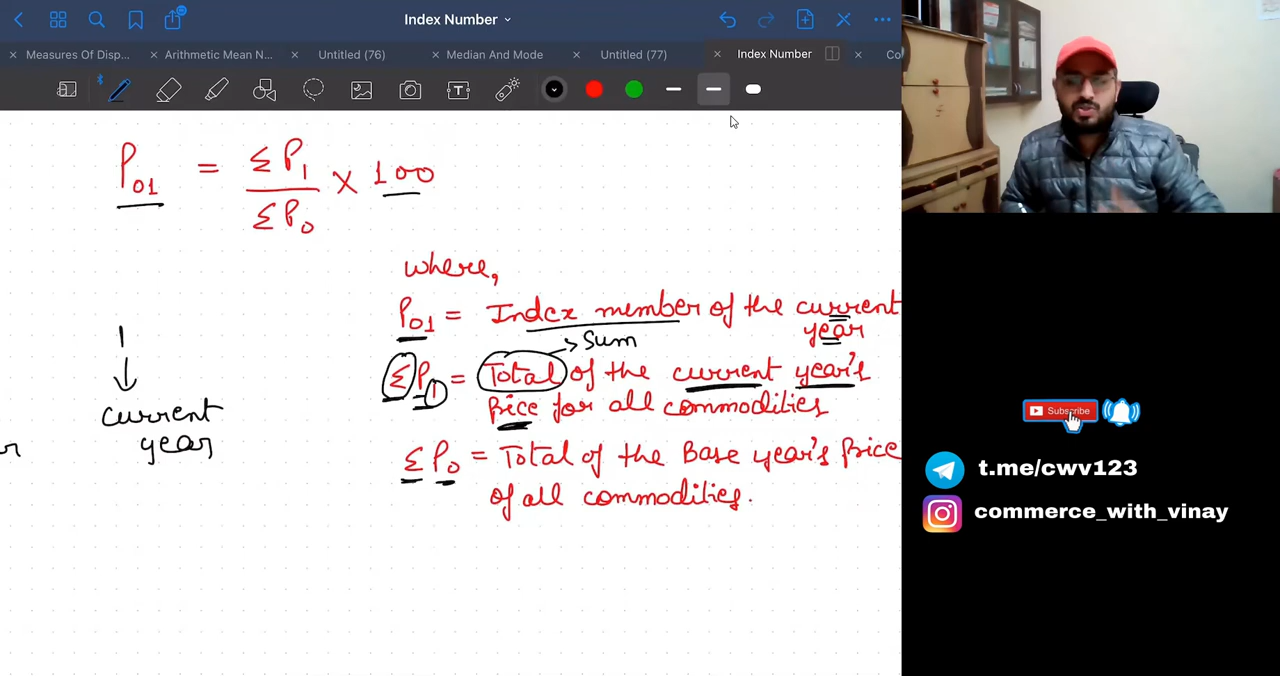 Index Number
Measures Of Disp...
Arithmetic Mean N...
Untitled (76)
Median And Mode
Untitled (77)
Index Number
Co
P01 = ΣP1 / ΣP0 × 100
where,
P01 = Index member of the current
year
→ Sum
ΣP1 = Total of the current year's
Price for all commodities
ΣP0 = Total of the Base year's Price
of all commodities.
1
↓
current
year
r
Subscribe
t.me/cwv123
commerce_with_vinay